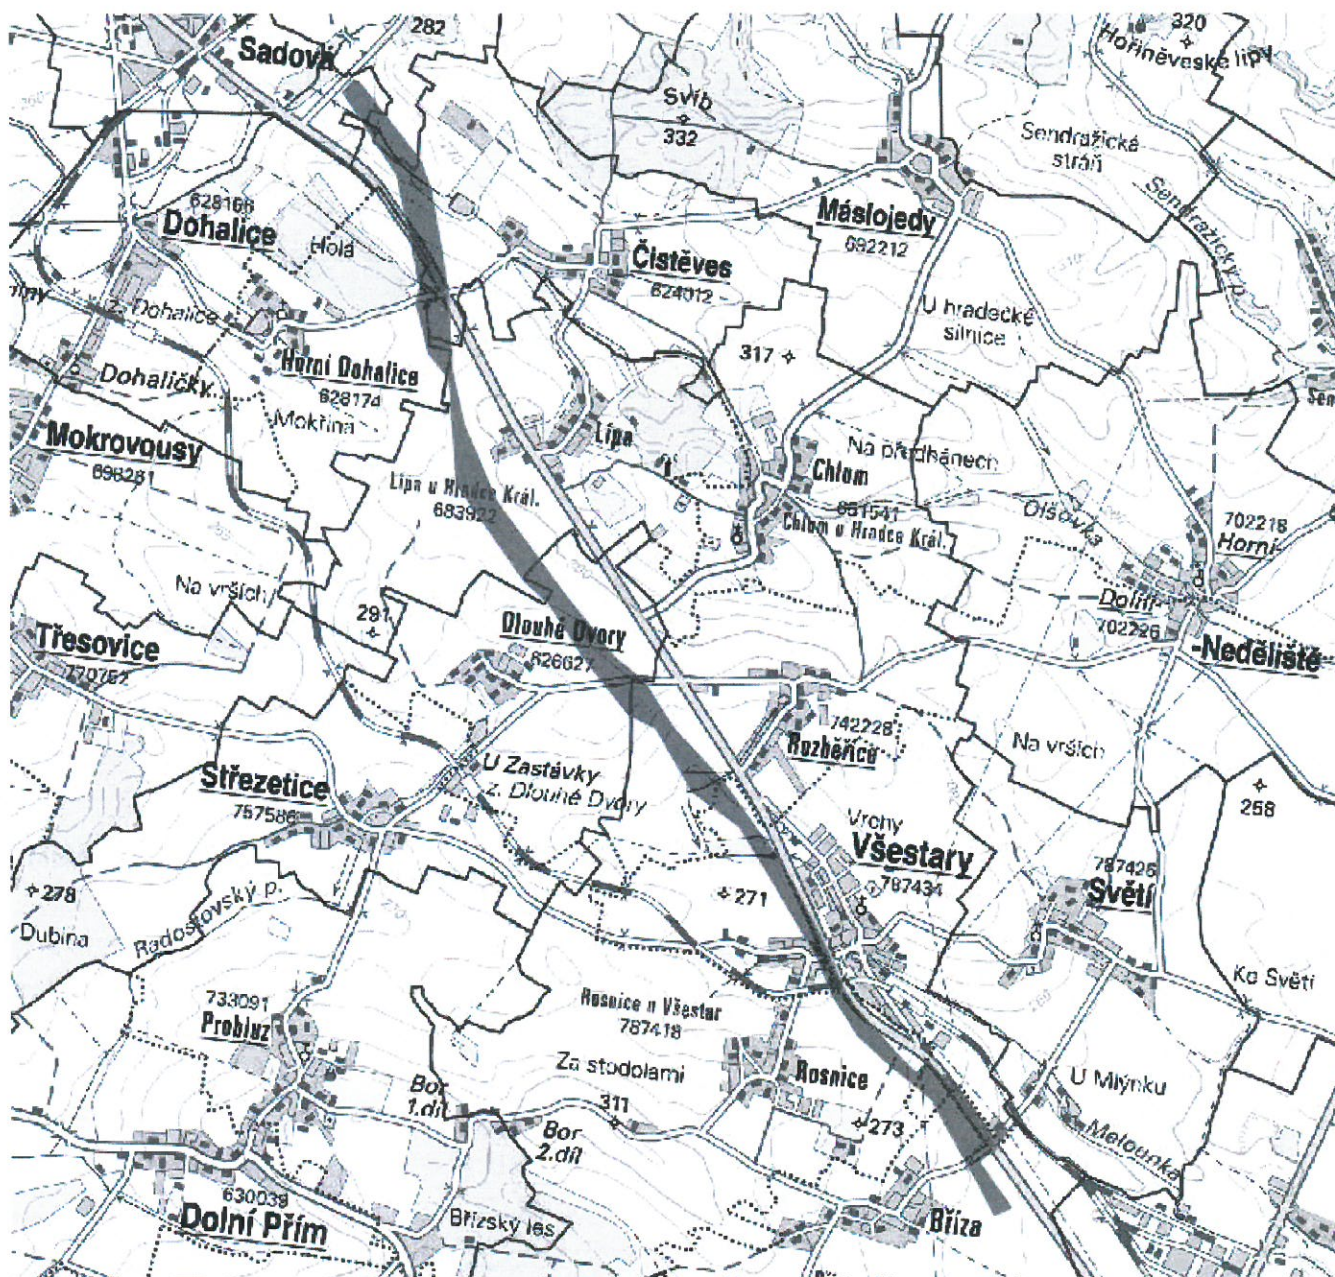 282
320
Sadová
Hořiněveské lipy
Svíb
332
Sendražická
stráň
Sendražický p.
628166
Dohalice
Holá
Máslojedy
692212
Čistěves
624012
z. Dohalice
U hradecké
silnice
317
Horní Dohalice
628174
Dohaličky
Mokřina
Mokrovousy
698261
Lípa
Na předhánech
Chlum
651541
Chlum u Hradce Král.
Lípa u Hradce Král.
683922
Olšovka
702218
Horní-
Dolní-
702226
-Neděliště-
Na vrších
291
Dlouhé Dvory
626627
Třesovice
770752
742228
Rozběřice
Na vrších
U Zastávky
z. Dlouhé Dvory
Střezetice
757586
258
Vrchy
Všestary
787434
787426
Světí
278
271
Dubina
Radostovský p.
Ke Světí
733091
Probluz
Rosnice u Všestar
787418
Za stodolami
Rosnice
U Mlýnku
Bor
1.díl
311
273
Melounka
Bor
2.díl
630039
Dolní Přím
Břízský les
Bříza